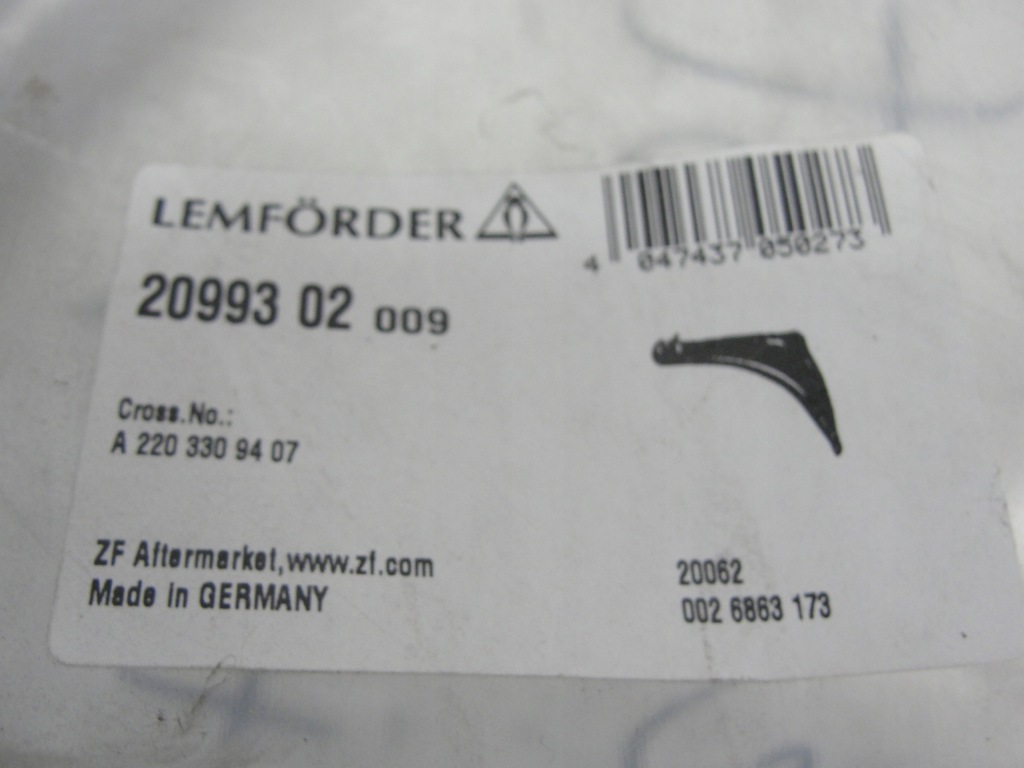 LEMFÖRDER
4 047437 050273
20993 02 009
Cross.No.:
A 220 330 94 07
ZF Aftermarket, www.zf.com
Made in GERMANY
20062
002 6863 173